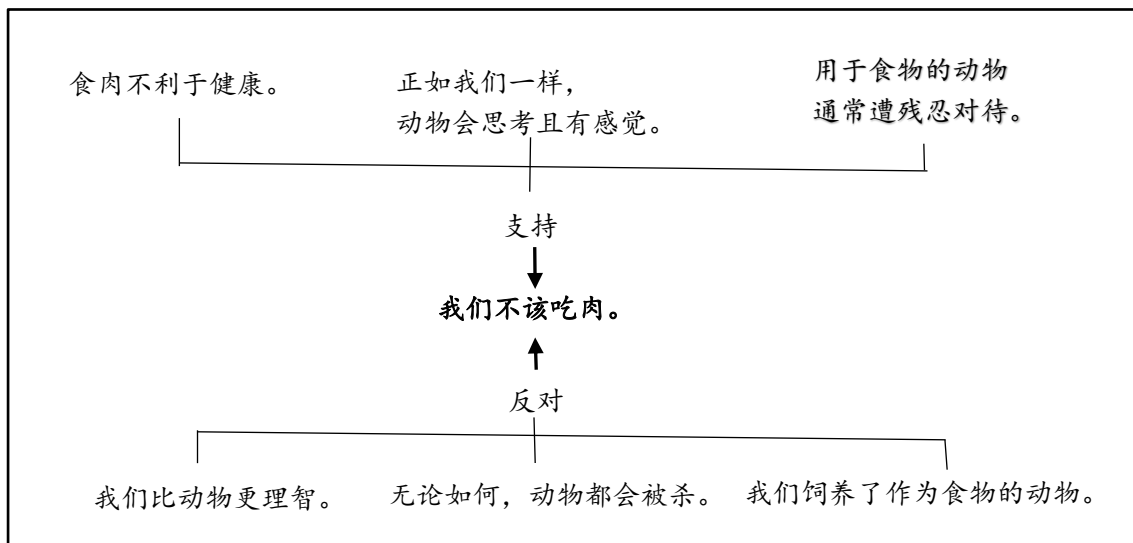 食肉不利于健康。
正如我们一样，
动物会思考且有感觉。
用于食物的动物
通常遭残忍对待。
支持
我们不该吃肉。
反对
我们比动物更理智。
无论如何，动物都会被杀。
我们饲养了作为食物的动物。